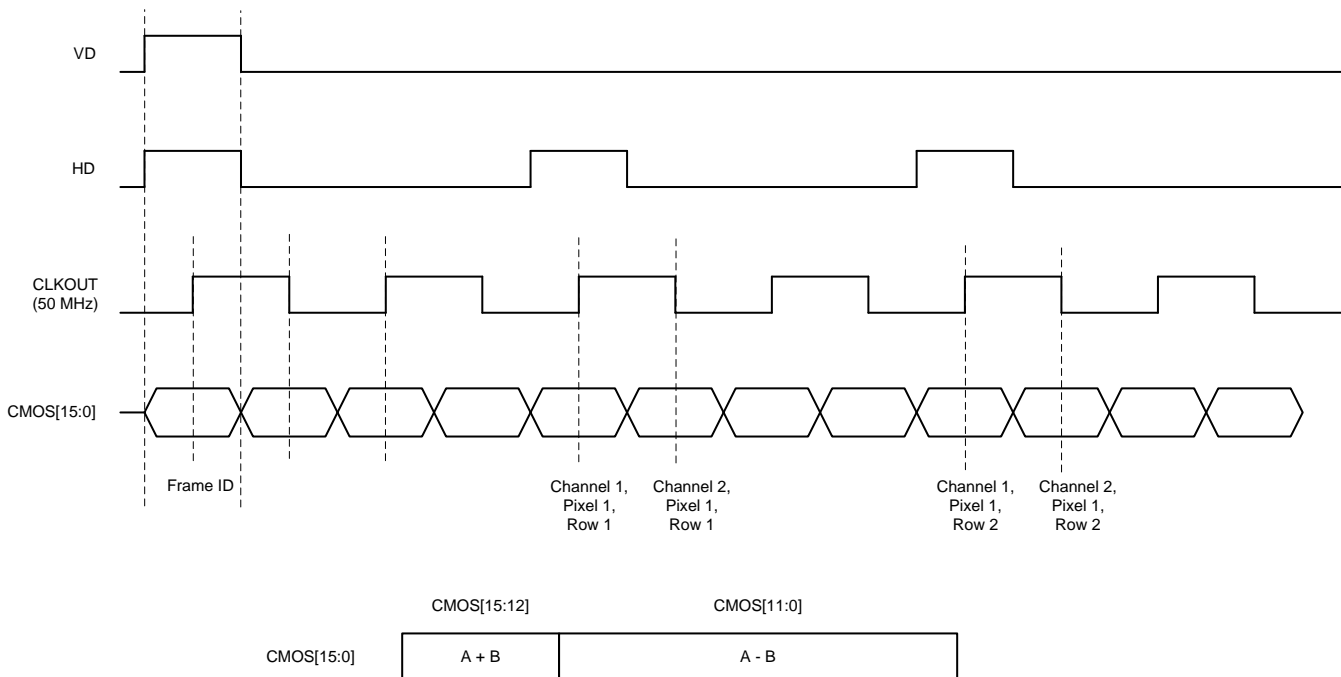 VD
HD
CLKOUT
(50 MHz)
CMOS[15:0]
Frame ID
Channel 1,
Pixel 1,
Row 1
Channel 2,
Pixel 1,
Row 1
Channel 1,
Pixel 1,
Row 2
Channel 2,
Pixel 1,
Row 2
CMOS[15:12]
CMOS[11:0]
CMOS[15:0]
A + B
A - B